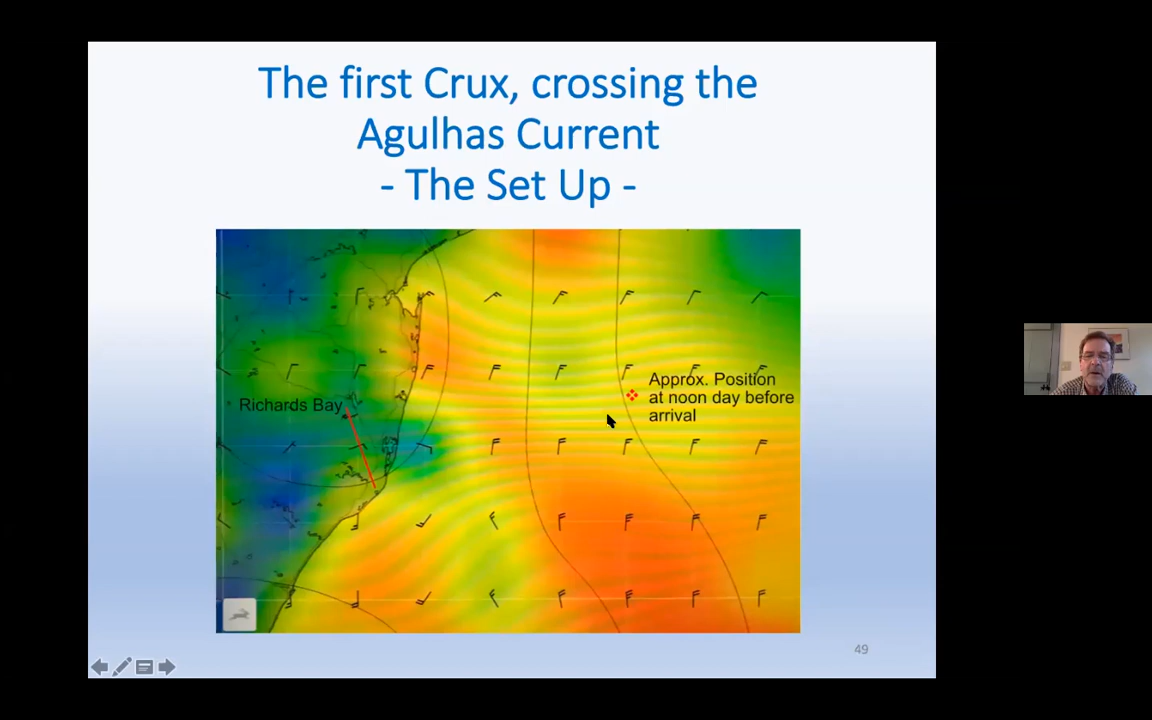 The first Crux, crossing the
Agulhas Current
- The Set Up -
Richards Bay
Approx. Position
at noon day before
arrival
49